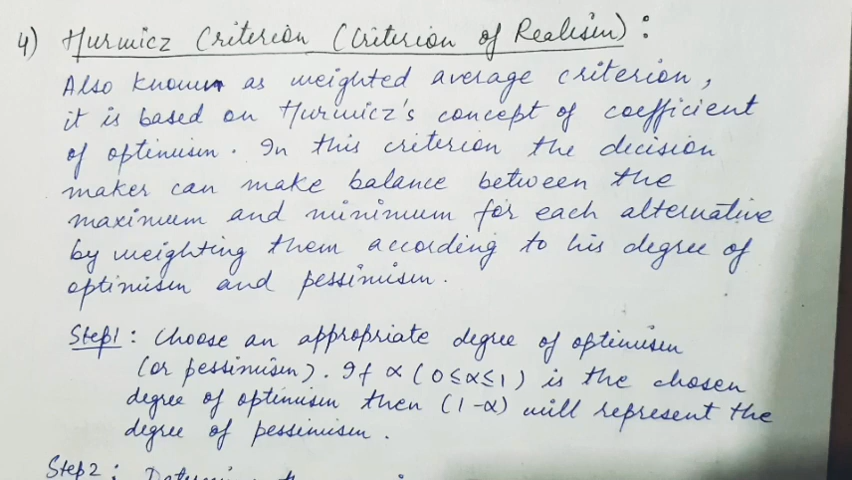 4) Hurwicz Criterion (Criterion of Realism) :
Also known as weighted average criterion,
it is based on Hurwicz's concept of coefficient
of optimism. In this criterion the decision
maker can make balance between the
maximum and minimum for each alternative
by weighting them according to his degree of
optimism and pessimism.
Step1 : Choose an appropriate degree of optimism
(or pessimism). If ∝ (0≤∝≤1) is the chosen
degree of optimism then (1-∝) will represent the
degree of pessimism.
Step2 :